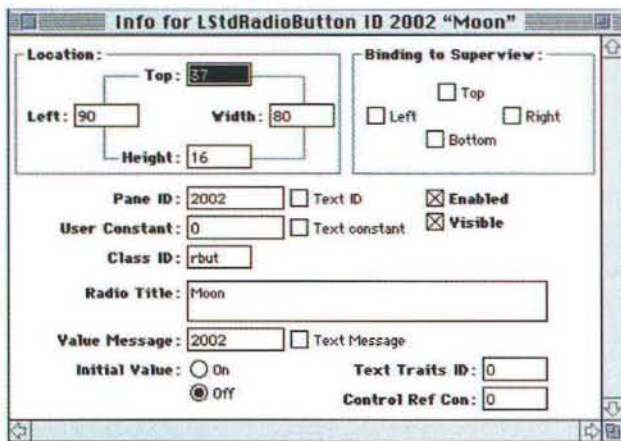 Info for LStdRadioButton ID 2002 “Moon”
Location:
Top: 37
Left: 90
Width: 80
Height: 16
Binding to Superview:
Top
Left
Right
Bottom
Pane ID: 2002
Text ID
Enabled
User Constant: 0
Text constant
Visible
Class ID: rbut
Radio Title: Moon
Value Message: 2002
Text Message
Initial Value:
On
Off
Text Traits ID: 0
Control Ref Con: 0